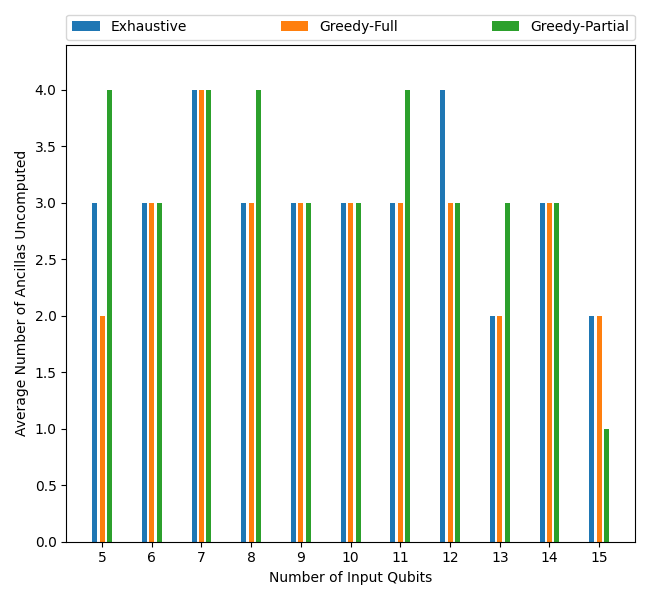 Exhaustive Greedy-Full Greedy-Partial
Average Number of Ancillas Uncomputed
4.0
3.5
3.0
2.5
2.0
1.5
1.0
0.5
0.0
5 6 7 8 9 10 11 12 13 14 15
Number of Input Qubits